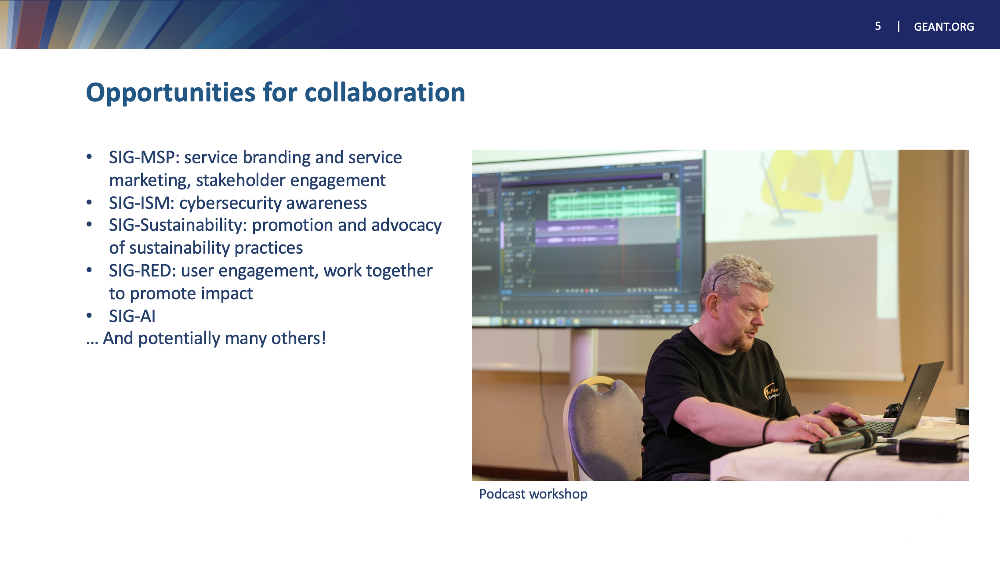 5 | GEANT.ORG
Opportunities for collaboration
• SIG-MSP: service branding and service
marketing, stakeholder engagement
• SIG-ISM: cybersecurity awareness
• SIG-Sustainability: promotion and advocacy
of sustainability practices
• SIG-RED: user engagement, work together
to promote impact
• SIG-AI
... And potentially many others!
Podcast workshop